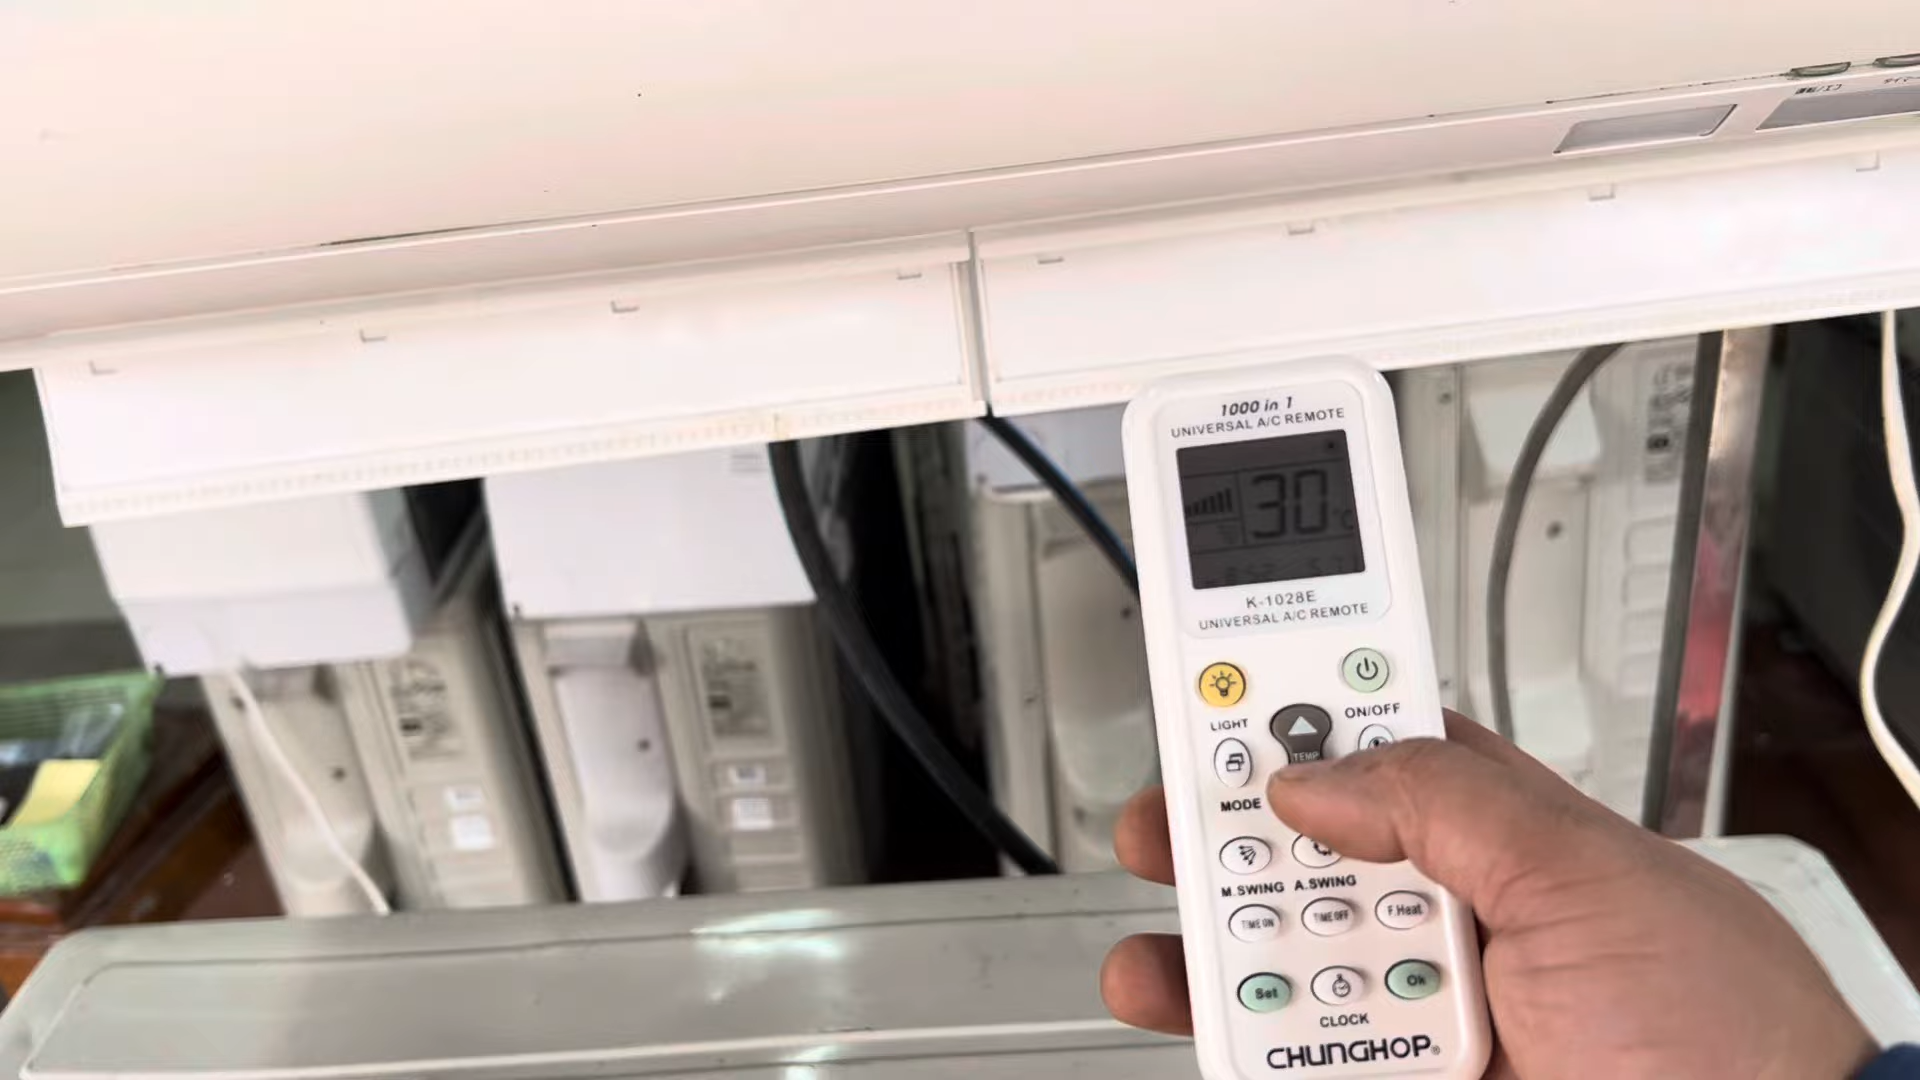 1000 in 1
UNIVERSAL A/C REMOTE
30
K-1028E
UNIVERSAL A/C REMOTE
LIGHT
ON/OFF
TEMP
MODE
M.SWING A.SWING
TIME ON TIME OFF F.Heat
Set Ok
CLOCK
CHUNGHOP®